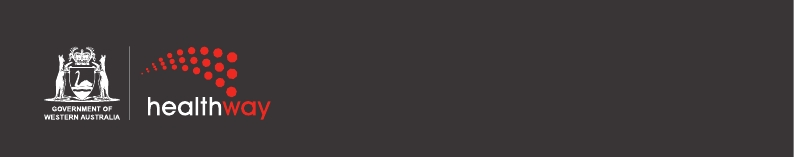 GOVERNMENT OF
WESTERN AUSTRALIA
healthway